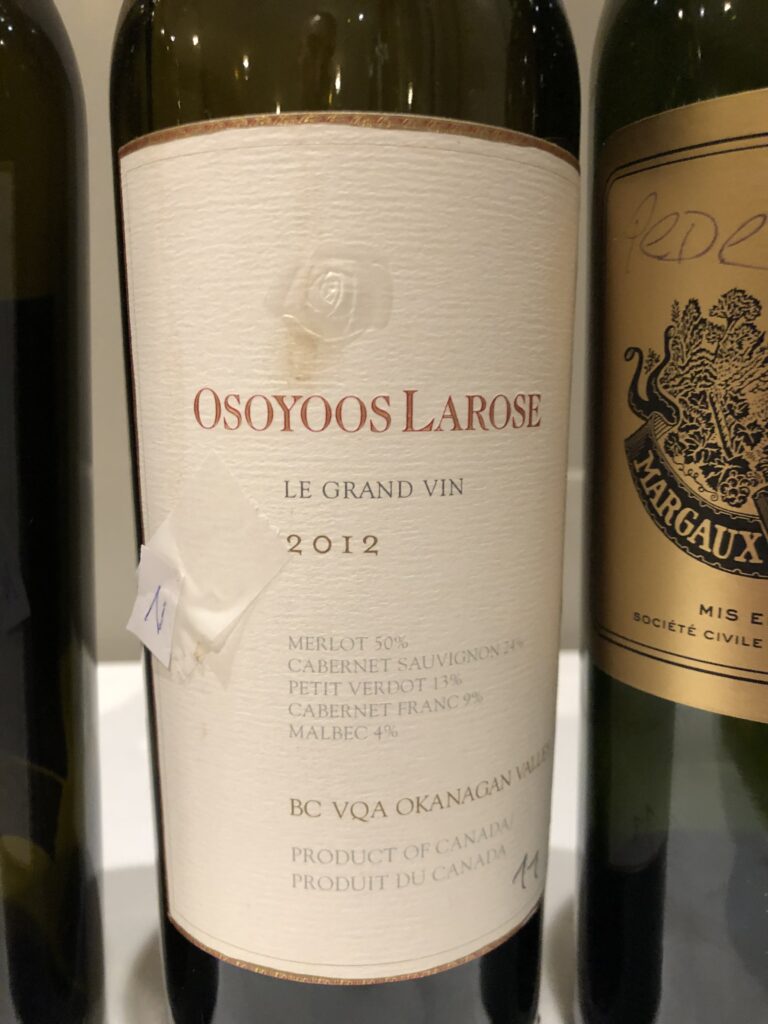 OSOYOOS LAROSE
LE GRAND VIN
2012
MERLOT 50%
CABERNET SAUVIGNON 24%
PETIT VERDOT 13%
CABERNET FRANC 9%
MALBEC 4%
BC VQA OKANAGAN VALLEY
PRODUCT OF CANADA/
PRODUIT DU CANADA
11
MARGAUX
MIS E
SOCIÉTÉ CIVILE